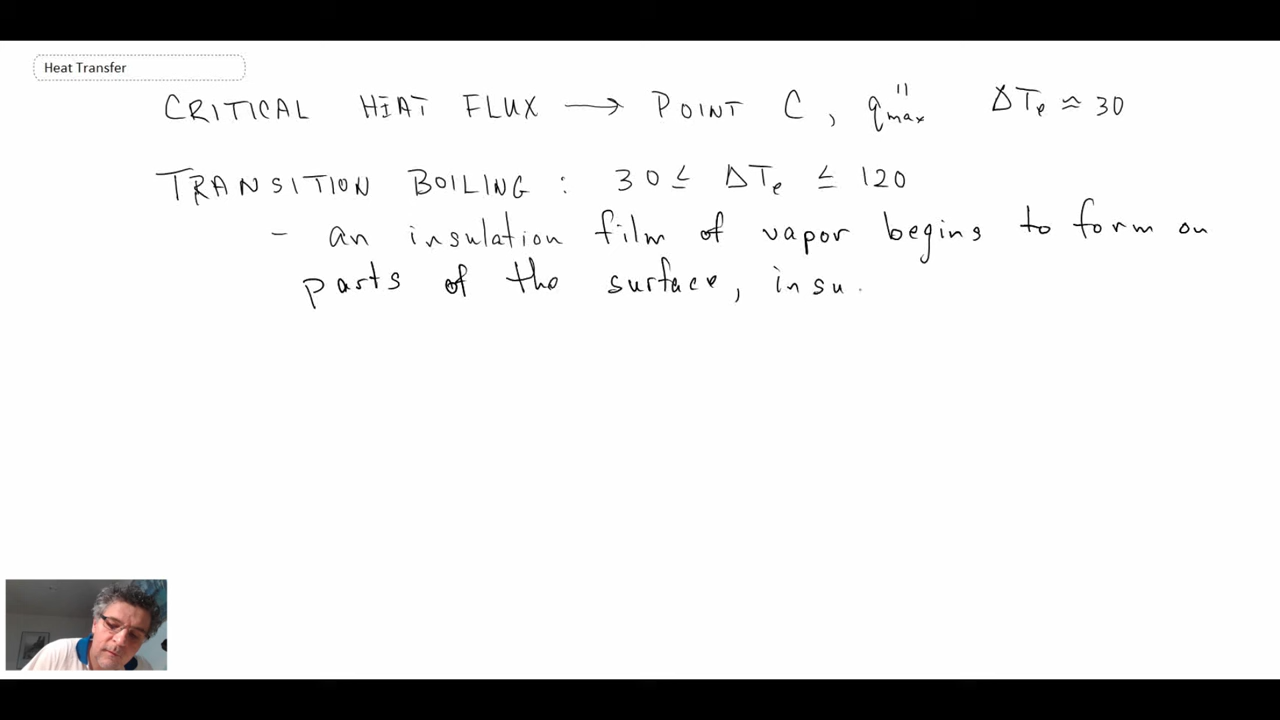 Heat Transfer
CRITICAL HEAT FLUX → POINT C, q''max ΔTe ≈ 30
TRANSITION BOILING : 30 ≤ ΔTe ≤ 120
- an insulation film of vapor begins to form on
parts of the surface, insu